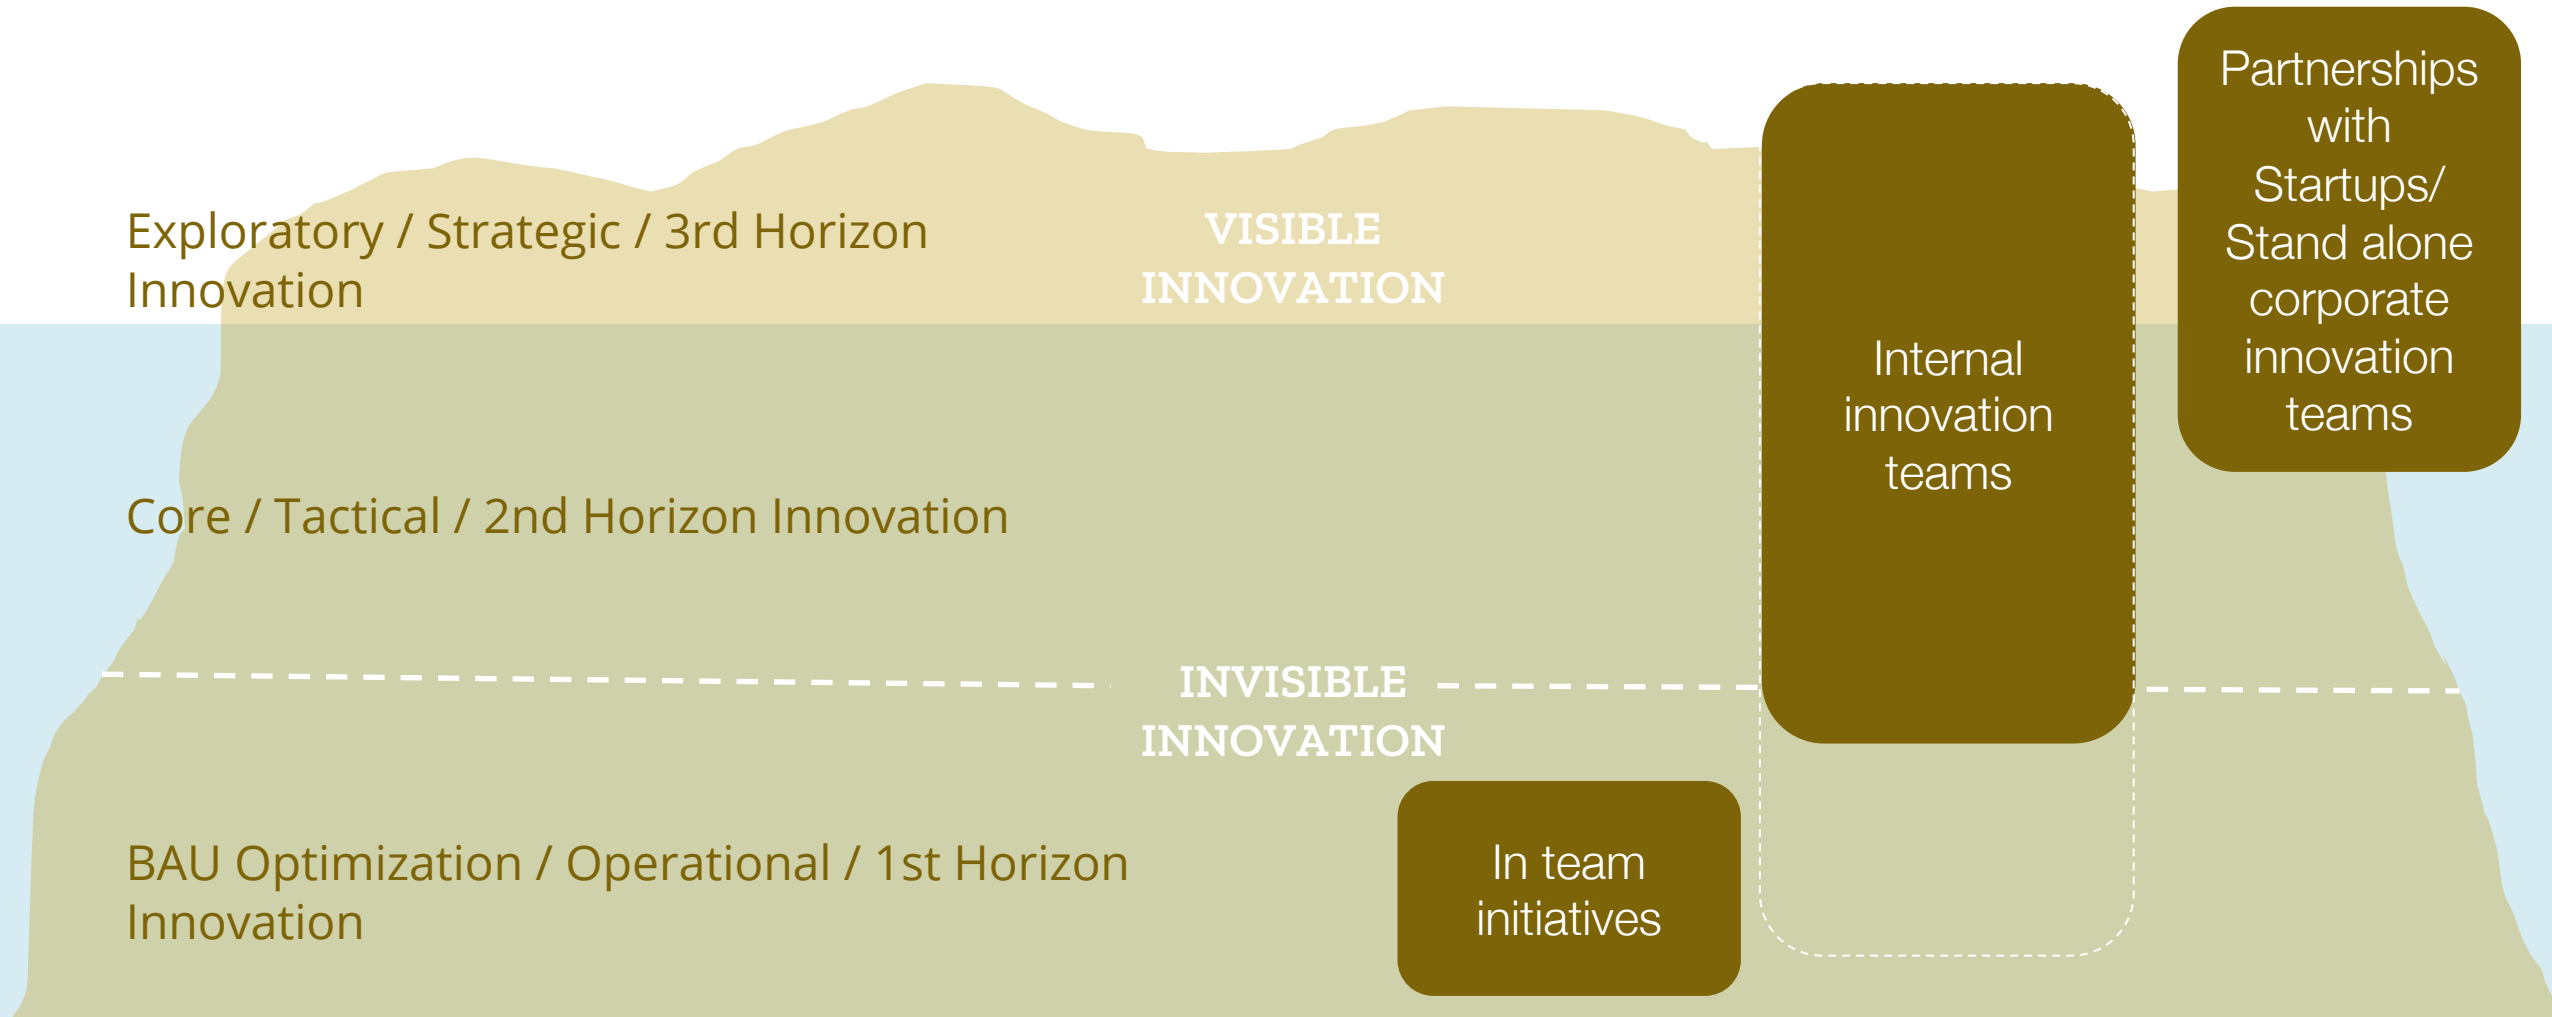 Exploratory / Strategic / 3rd Horizon
Innovation
VISIBLE
INNOVATION
Partnerships
with
Startups/
Stand alone
corporate
innovation
teams
Internal
innovation
teams
Core / Tactical / 2nd Horizon Innovation
INVISIBLE
INNOVATION
BAU Optimization / Operational / 1st Horizon
Innovation
In team
initiatives